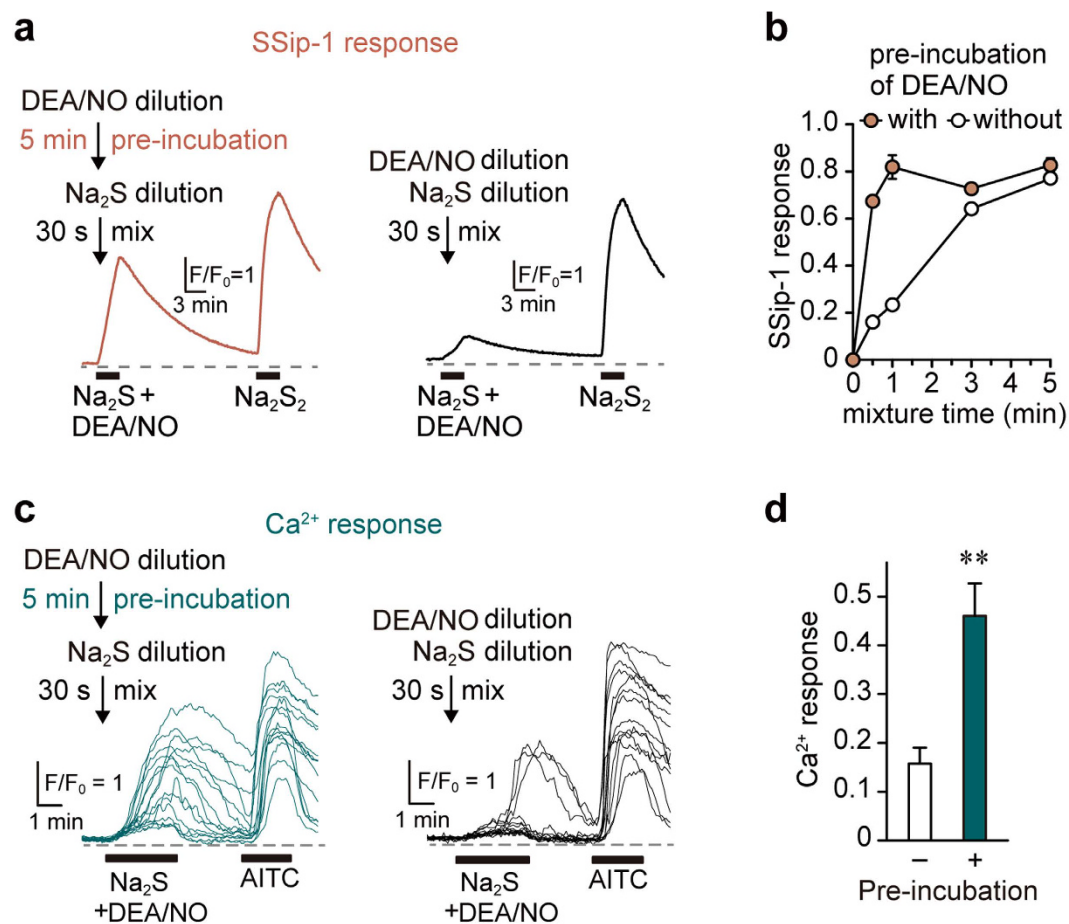 a
SSip-1 response
DEA/NO dilution
5 min pre-incubation
Na₂S dilution
30 s mix
F/F₀=1
3 min
Na₂S +
DEA/NO
Na₂S₂
DEA/NO dilution
Na₂S dilution
30 s mix
F/F₀=1
3 min
Na₂S +
DEA/NO
Na₂S₂
b
pre-incubation
of DEA/NO
with without
SSip-1 response
1.0
0.8
0.6
0.4
0.2
0
0 1 2 3 4 5
mixture time (min)
c
Ca²⁺ response
DEA/NO dilution
5 min pre-incubation
Na₂S dilution
30 s mix
F/F₀ = 1
1 min
Na₂S
+DEA/NO
AITC
DEA/NO dilution
Na₂S dilution
30 s mix
F/F₀ = 1
1 min
Na₂S
+DEA/NO
AITC
d
**
Ca²⁺ response
0.5
0.4
0.3
0.2
0.1
0
− +
Pre-incubation